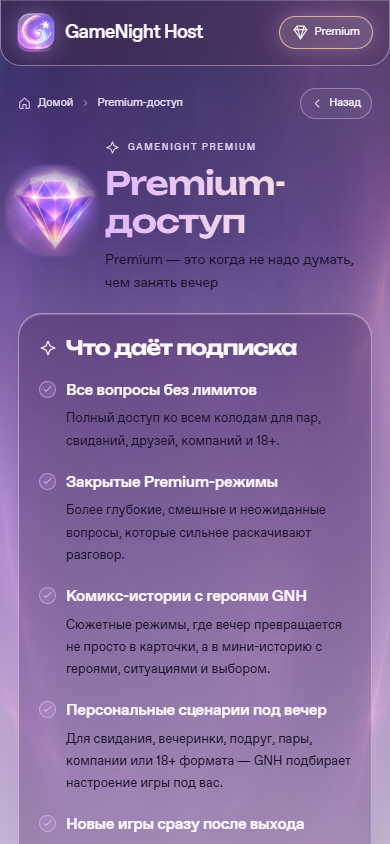 GameNight Host
Premium
Домой > Premium-доступ
Назад
GAMENIGHT PREMIUM
Premium-
доступ
Premium — это когда не надо думать,
чем занять вечер
Что даёт подписка
Все вопросы без лимитов
Полный доступ ко всем колодам для пар,
свиданий, друзей, компаний и 18+.
Закрытые Premium-режимы
Более глубокие, смешные и неожиданные
вопросы, которые сильнее раскачивают
разговор.
Комикс-истории с героями GNH
Сюжетные режимы, где вечер превращается
не просто в карточки, а в мини-историю с
героями, ситуациями и выбором.
Персональные сценарии под вечер
Для свидания, вечеринки, подруг, пары,
компании или 18+ формата — GNH подбирает
настроение игры под вас.
Новые игры сразу после выхода